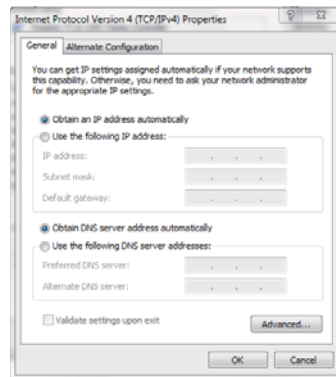 Internet Protocol Version 4 (TCP/IPv4) Properties
General
Alternate Configuration
You can get IP settings assigned automatically if your network supports
this capability. Otherwise, you need to ask your network administrator
for the appropriate IP settings.
Obtain an IP address automatically
Use the following IP address:
IP address:
Subnet mask:
Default gateway:
Obtain DNS server address automatically
Use the following DNS server addresses:
Preferred DNS server:
Alternate DNS server:
Validate settings upon exit
Advanced...
OK
Cancel